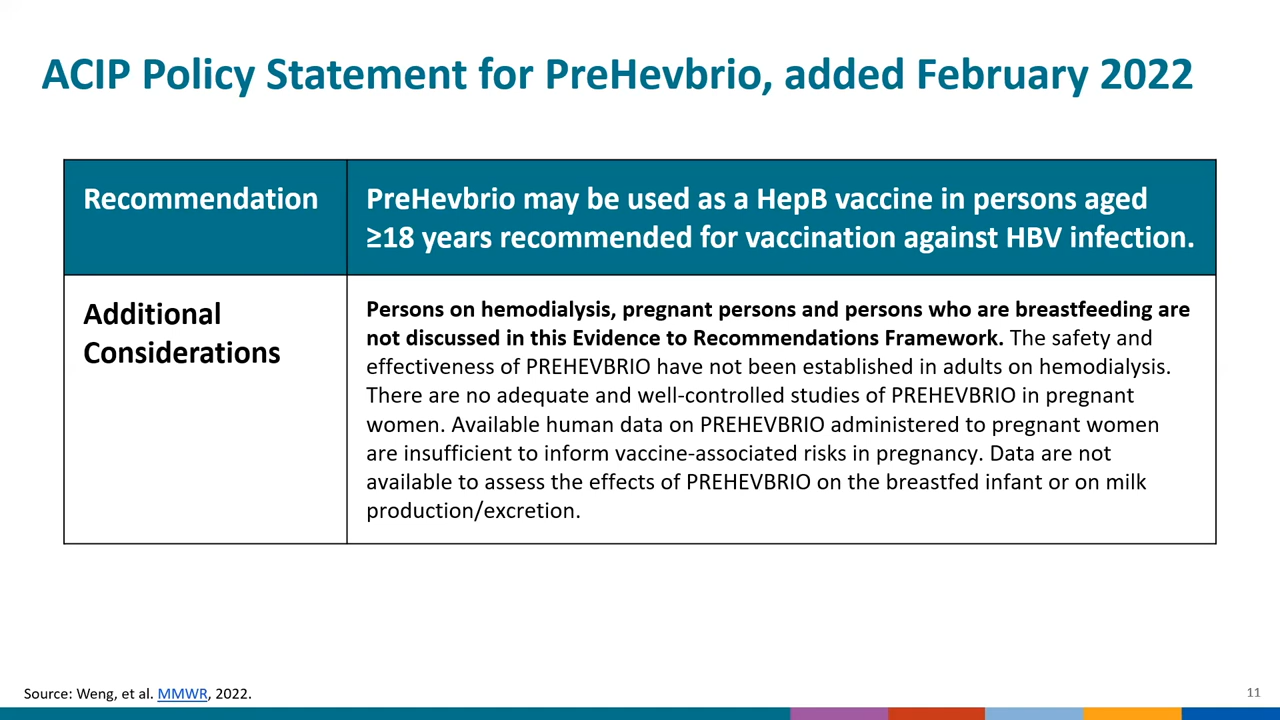 ACIP Policy Statement for PreHevbrio, added February 2022
Recommendation
PreHevbrio may be used as a HepB vaccine in persons aged
≥18 years recommended for vaccination against HBV infection.
Additional
Considerations
Persons on hemodialysis, pregnant persons and persons who are breastfeeding are
not discussed in this Evidence to Recommendations Framework. The safety and
effectiveness of PREHEVBRIO have not been established in adults on hemodialysis.
There are no adequate and well-controlled studies of PREHEVBRIO in pregnant
women. Available human data on PREHEVBRIO administered to pregnant women
are insufficient to inform vaccine-associated risks in pregnancy. Data are not
available to assess the effects of PREHEVBRIO on the breastfed infant or on milk
production/excretion.
Source: Weng, et al. MMWR, 2022.
11